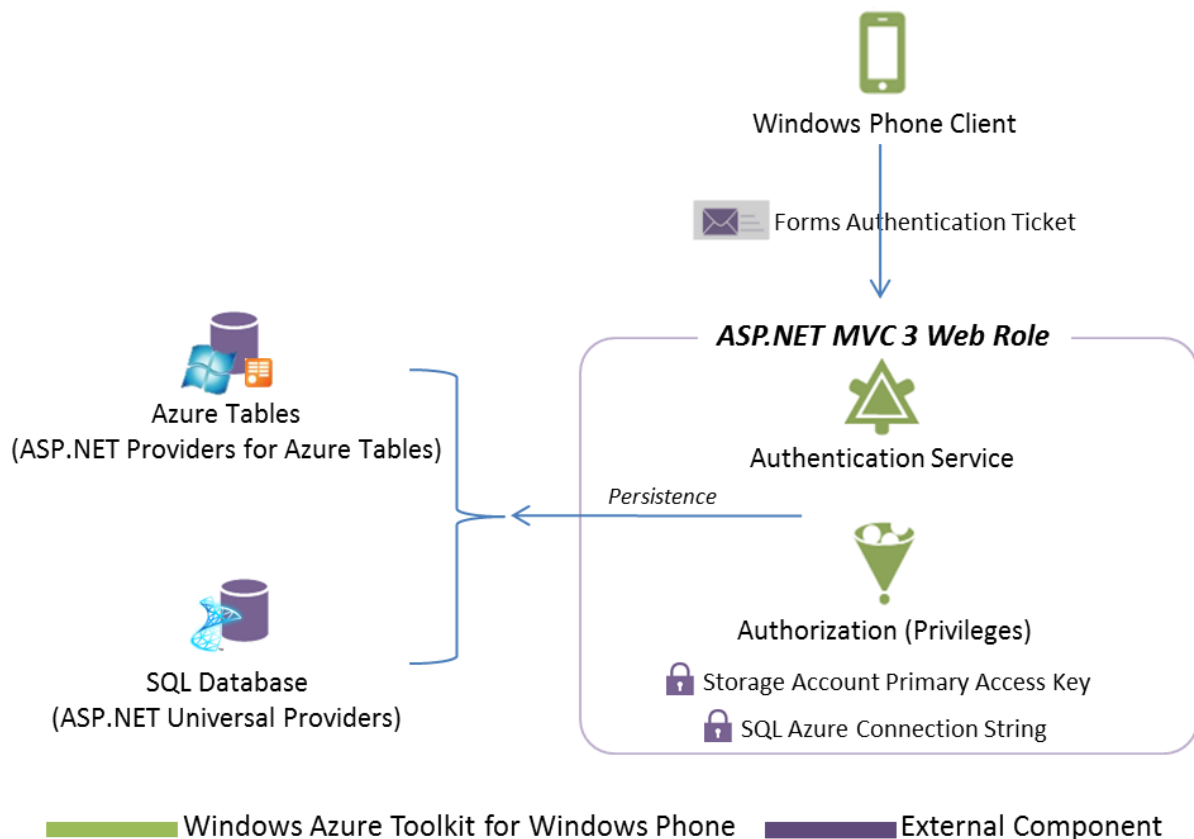 Windows Phone Client
Forms Authentication Ticket
ASP.NET MVC 3 Web Role
Authentication Service
Azure Tables
(ASP.NET Providers for Azure Tables)
Persistence
Authorization (Privileges)
SQL Database
(ASP.NET Universal Providers)
Storage Account Primary Access Key
SQL Azure Connection String
Windows Azure Toolkit for Windows Phone
External Component